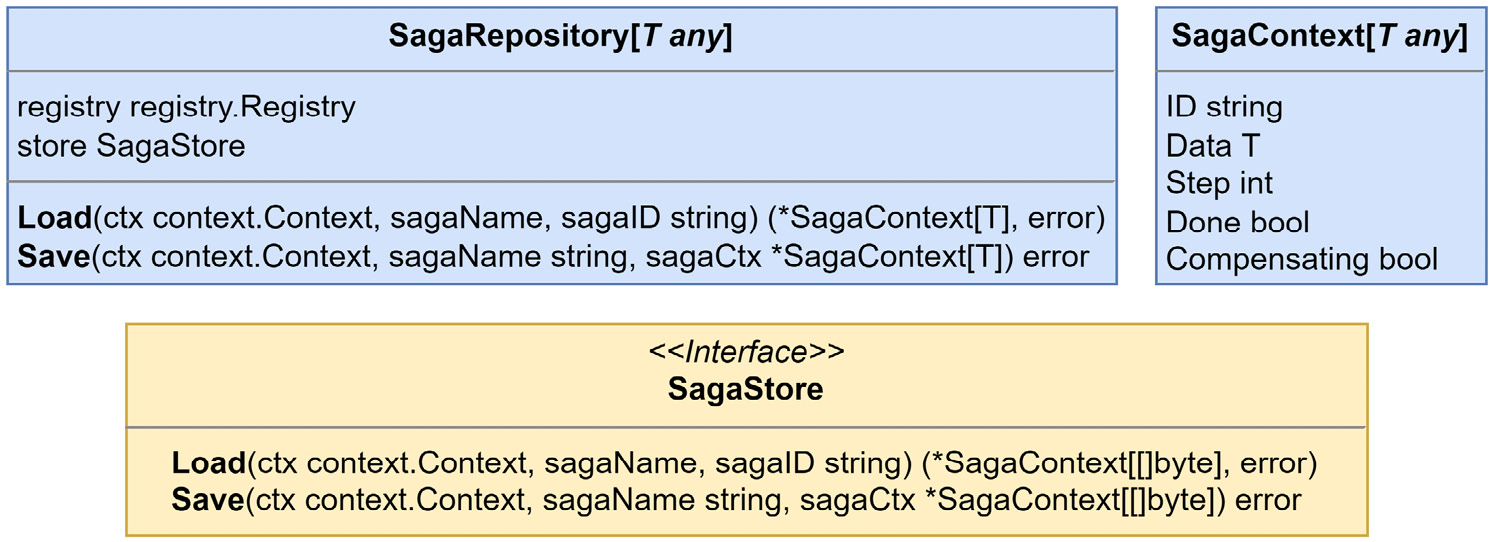 SagaRepository[T any]
registry registry.Registry
store SagaStore
Load(ctx context.Context, sagaName, sagaID string) (*SagaContext[T], error)
Save(ctx context.Context, sagaName string, sagaCtx *SagaContext[T]) error
SagaContext[T any]
ID string
Data T
Step int
Done bool
Compensating bool
<<Interface>>
SagaStore
Load(ctx context.Context, sagaName, sagaID string) (*SagaContext[[]byte], error)
Save(ctx context.Context, sagaName string, sagaCtx *SagaContext[[]byte]) error